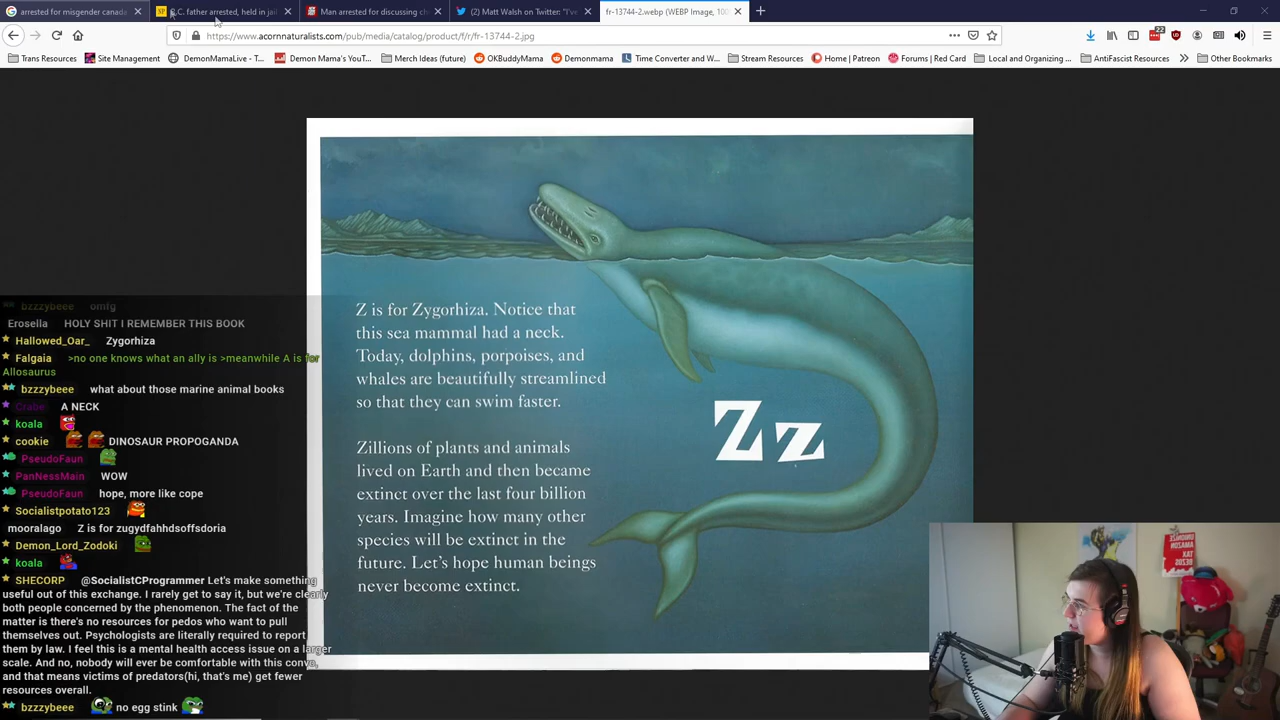 arrested for misgender canada
B.C. father arrested, held in jail
Man arrested for discussing ch
(2) Matt Walsh on Twitter: "I've
fr-13744-2.webp (WEBP Image, 100
https://www.acornnaturalists.com/pub/media/catalog/product/f/r/fr-13744-2.jpg
Trans Resources Site Management DemonMamaLive - T... Demon Mama's YouT... Merch Ideas (future) OKBuddyMama Demonmama Time Converter and W... Stream Resources Home | Patreon Forums | Red Card Local and Organizing ... AntiFascist Resources Other Bookmarks
Z is for Zygorhiza. Notice that
this sea mammal had a neck.
Today, dolphins, porpoises, and
whales are beautifully streamlined
so that they can swim faster.
Zillions of plants and animals
lived on Earth and then became
extinct over the last four billion
years. Imagine how many other
species will be extinct in the
future. Let's hope human beings
never become extinct.
Zz
bzzzybeee omfg
Erosella HOLY SHIT I REMEMBER THIS BOOK
Hallowed_Oar_ Zygorhiza
Falgaia >no one knows what an ally is >meanwhile A is for
Allosaurus
bzzzybeee what about those marine animal books
Crabe A NECK
koala
cookie DINOSAUR PROPOGANDA
PseudoFaun
PanNessMain WOW
PseudoFaun hope, more like cope
Socialistpotato123
mooralago Z is for zugydfahhdsoffsdoria
Demon_Lord_Zodoki
koala
SHECORP @SocialistCProgrammer Let's make something
useful out of this exchange. I rarely get to say it, but we're clearly
both people concerned by the phenomenon. The fact of the
matter is there's no resources for pedos who want to pull
themselves out. Psychologists are literally required to report
them by law. I feel this is a mental health access issue on a larger
scale. And no, nobody will ever be comfortable with this convo,
and that means victims of predators(hi, that's me) get fewer
resources overall.
bzzzybeee no egg stink